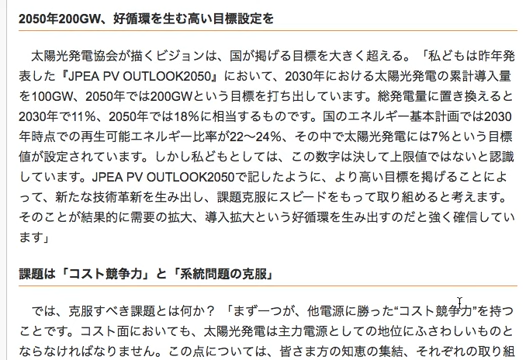 2050年200GW、好循環を生む高い目標設定を
太陽光発電協会が描くビジョンは、国が掲げる目標を大きく超える。「私どもは昨年発
表した『JPEA PV OUTLOOK2050』において、2030年における太陽光発電の累計導入量
を100GW、2050年では200GWという目標を打ち出しています。総発電量に置き換えると
2030年で11%、2050年では18%に相当するものです。国のエネルギー基本計画では2030
年時点での再生可能エネルギー比率が22～24%、その中で太陽光発電には7%という目標
値が設定されています。しかし私どもとしては、この数字は決して上限値ではないと認識
しています。JPEA PV OUTLOOK2050で記したように、より高い目標を掲げることによ
って、新たな技術革新を生み出し、課題克服にスピードをもって取り組めると考えます。
そのことが結果的に需要の拡大、導入拡大という好循環を生み出すのだと強く確信してい
ます」
課題は「コスト競争力」と「系統問題の克服」
では、克服すべき課題とは何か? 「まず一つが、他電源に勝った“コスト競争力”を持つ
ことです。コスト面においても、太陽光発電は主力電源としての地位にふさわしいものと
ならなければなりません。この点については、皆さま方の知恵の集結、それぞれの取り組